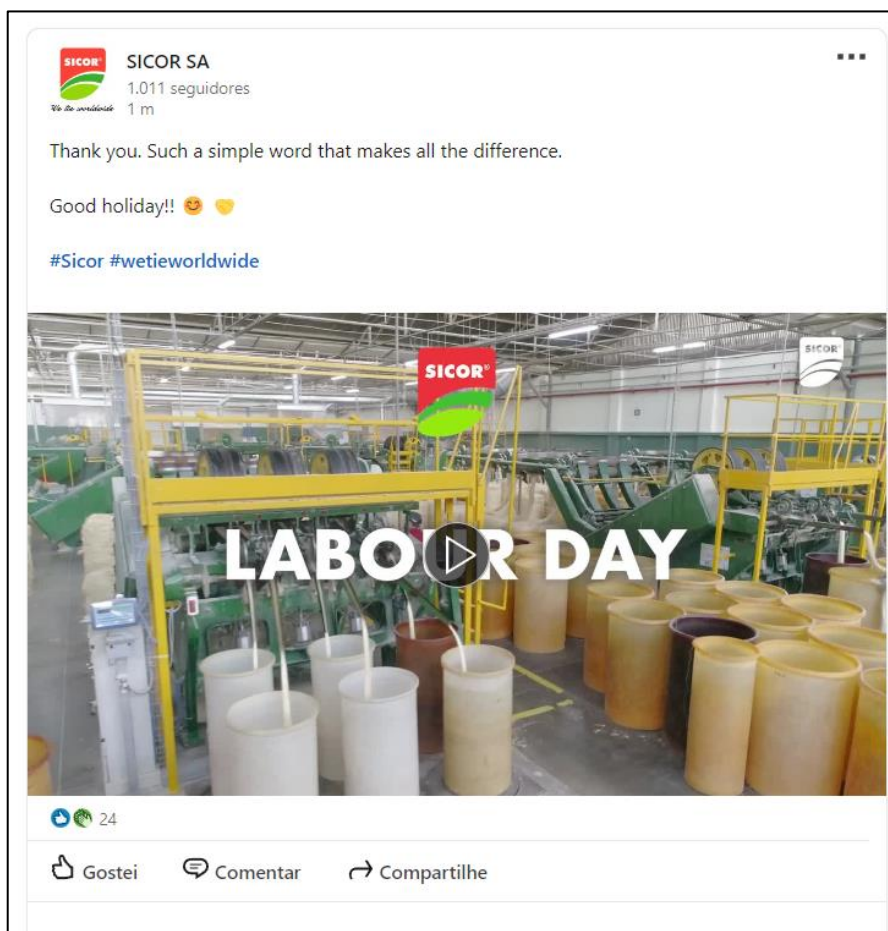 SICOR®
We tie worldwide
SICOR SA
1.011 seguidores
1 m
Thank you. Such a simple word that makes all the difference.
Good holiday!! 😊 🤝
#Sicor #wetieworldwide
SICOR®
SICOR®
LABOUR DAY
24
Gostei
Comentar
Compartilhe